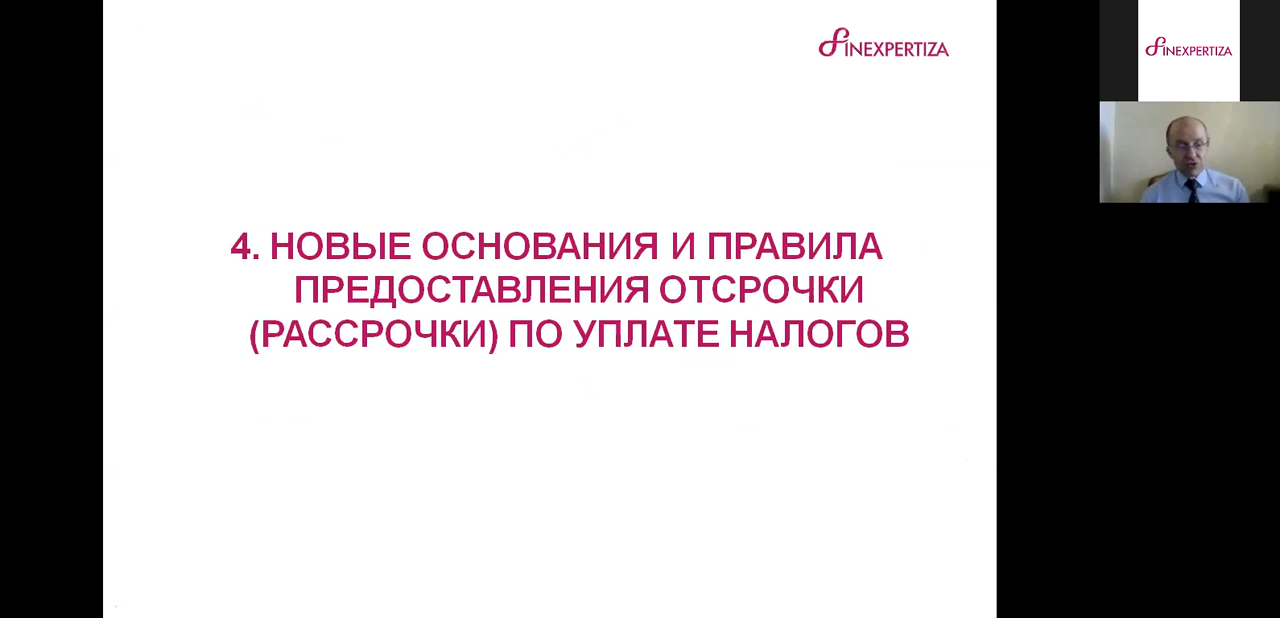 FINEXPERTIZA
FINEXPERTIZA
4. НОВЫЕ ОСНОВАНИЯ И ПРАВИЛА
ПРЕДОСТАВЛЕНИЯ ОТСРОЧКИ
(РАССРОЧКИ) ПО УПЛАТЕ НАЛОГОВ